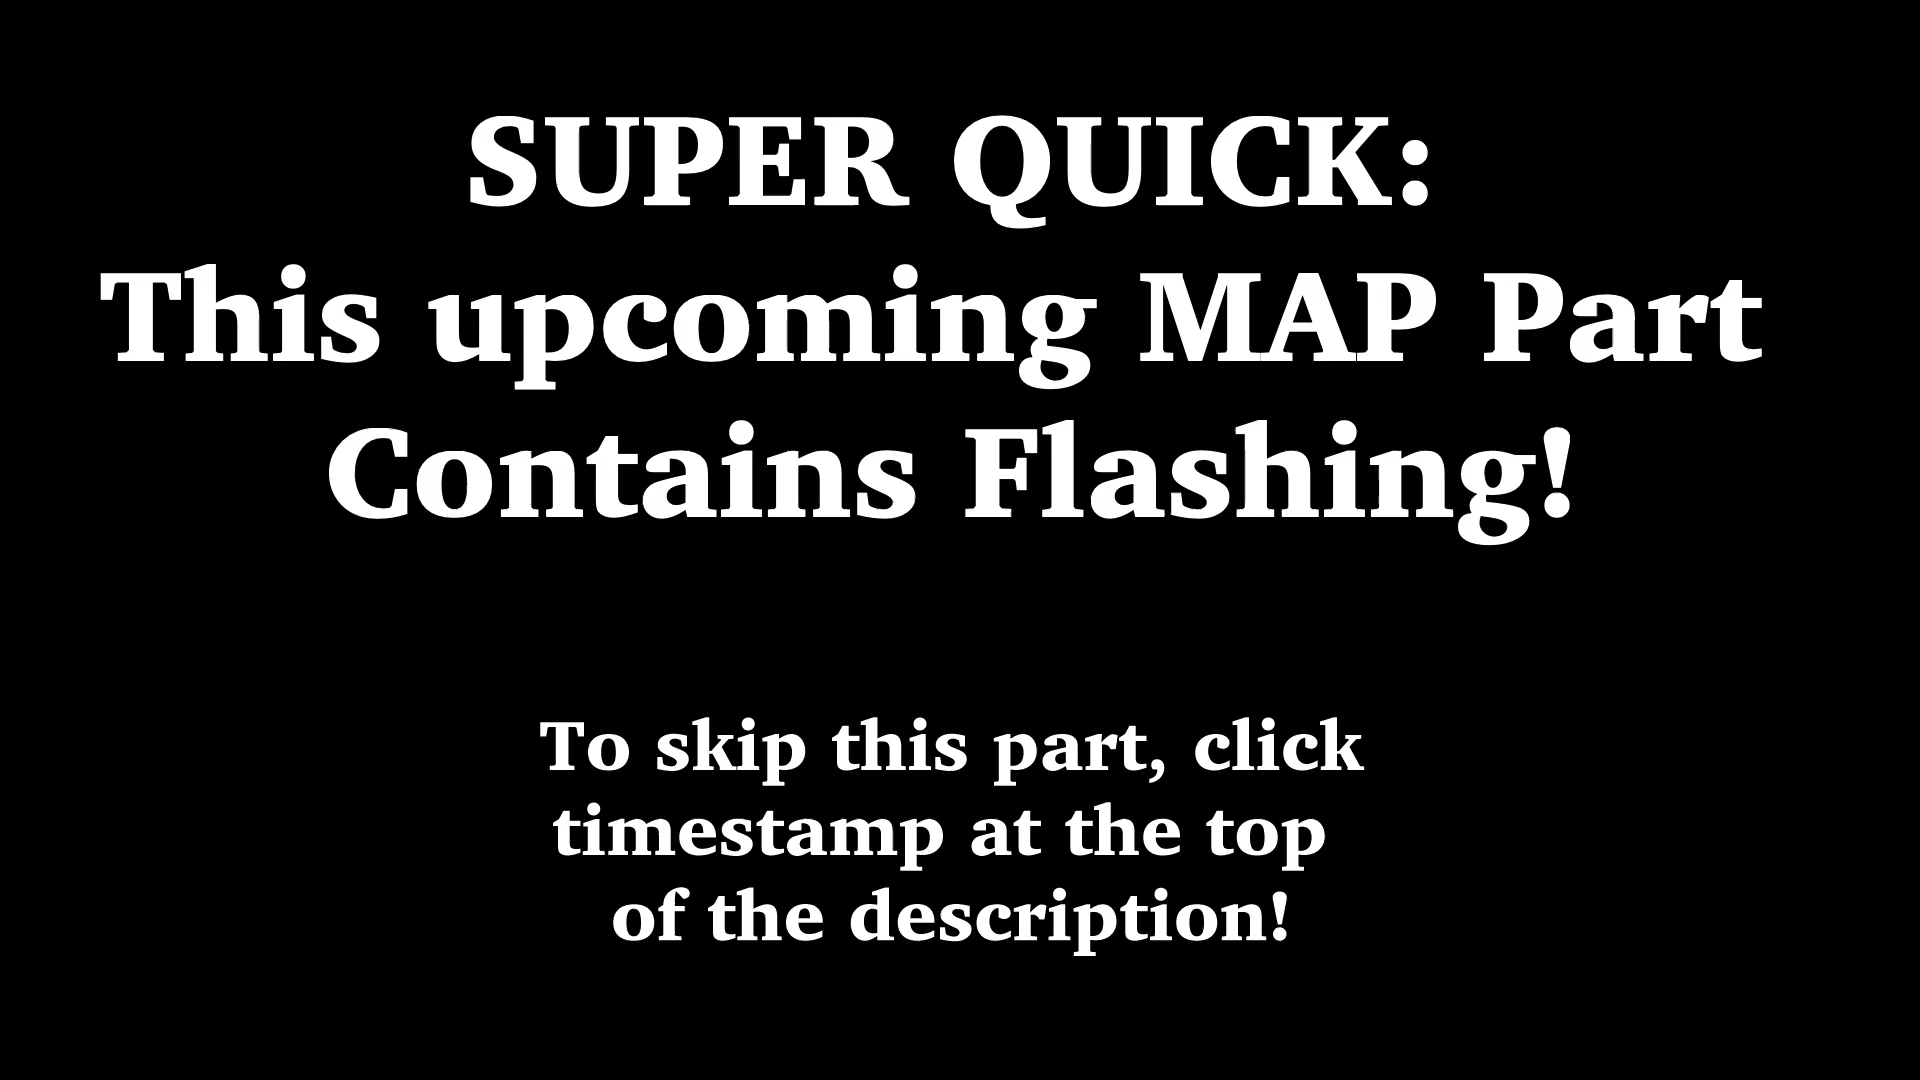 SUPER QUICK:
This upcoming MAP Part
Contains Flashing!
To skip this part, click
timestamp at the top
of the description!